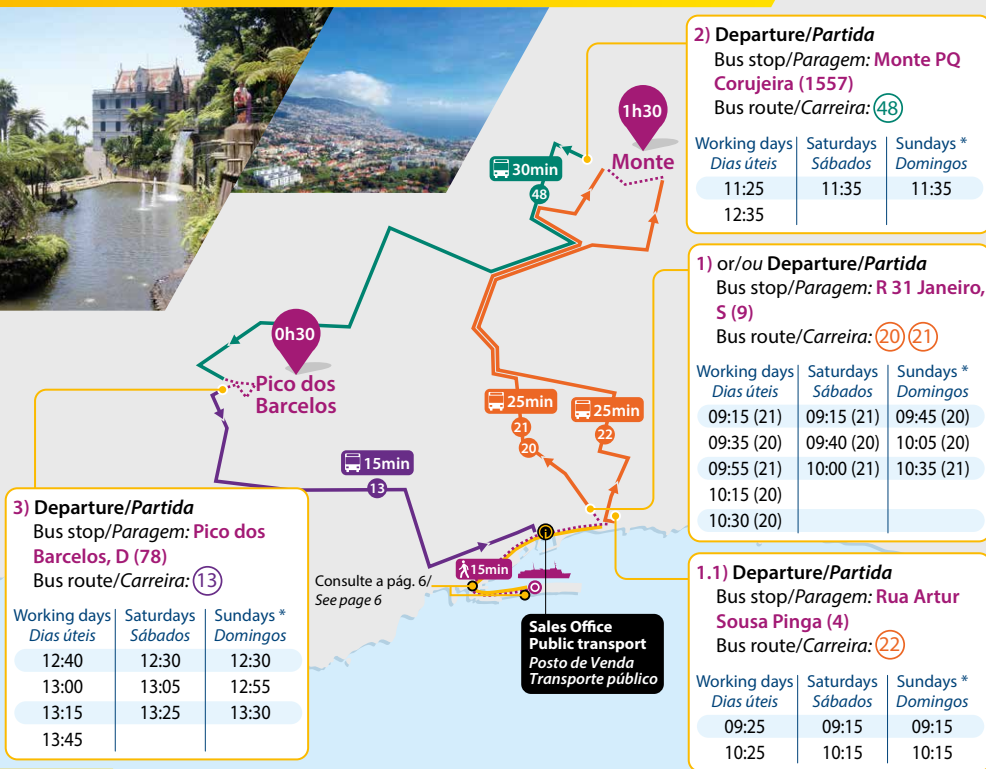 2) Departure/Partida
Bus stop/Paragem: Monte PQ
Corujeira (1557)
Bus route/Carreira: 48
Working days Saturdays Sundays *
Dias úteis Sábados Domingos
11:25 11:35 11:35
12:35
1h30
Monte
30min
48
1) or/ou Departure/Partida
Bus stop/Paragem: R 31 Janeiro,
S (9)
Bus route/Carreira: 20 21
Working days Saturdays Sundays *
Dias úteis Sábados Domingos
09:15 (21) 09:15 (21) 09:45 (20)
09:35 (20) 09:40 (20) 10:05 (20)
09:55 (21) 10:00 (21) 10:35 (21)
10:15 (20)
10:30 (20)
0h30
Pico dos
Barcelos
25min
21
20
25min
22
15min
13
3) Departure/Partida
Bus stop/Paragem: Pico dos
Barcelos, D (78)
Bus route/Carreira: 13
Working days Saturdays Sundays *
Dias úteis Sábados Domingos
12:40 12:30 12:30
13:00 13:05 12:55
13:15 13:25 13:30
13:45
Consulte a pág. 6/
See page 6
15min
i
Sales Office
Public transport
Posto de Venda
Transporte público
1.1) Departure/Partida
Bus stop/Paragem: Rua Artur
Sousa Pinga (4)
Bus route/Carreira: 22
Working days Saturdays Sundays *
Dias úteis Sábados Domingos
09:25 09:15 09:15
10:25 10:15 10:15